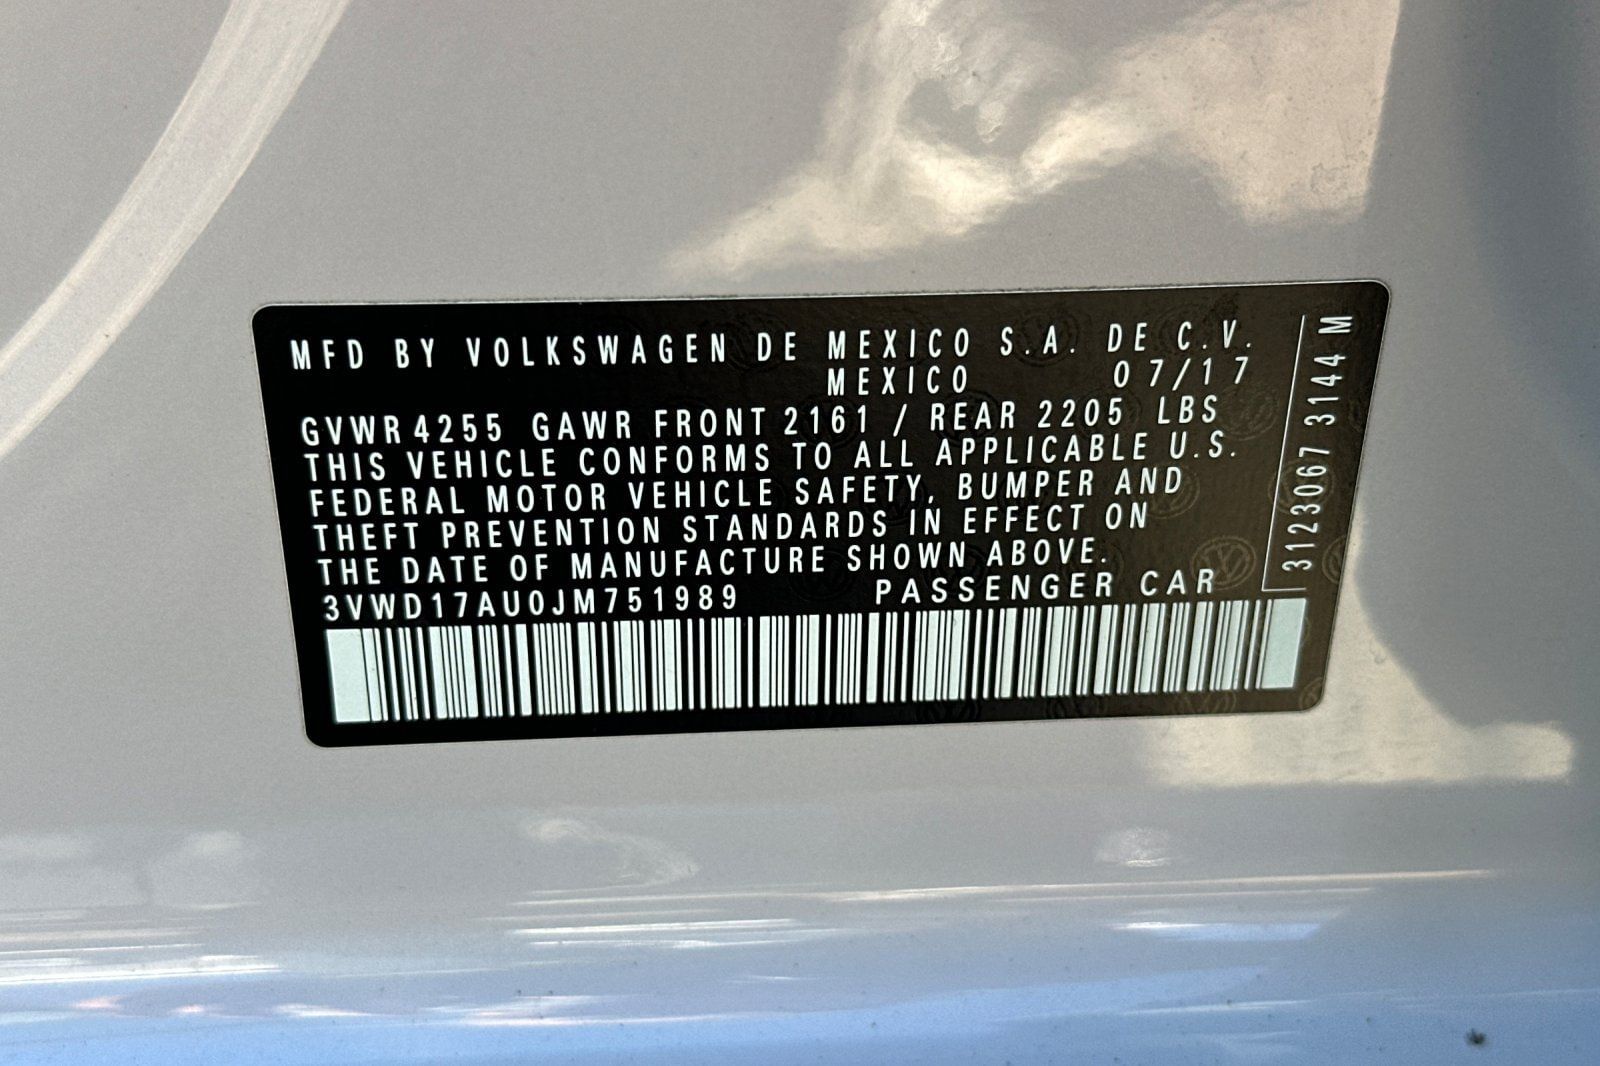 MFD BY VOLKSWAGEN DE MEXICO S.A. DE C.V.
MEXICO 07/17
GVWR 4255 GAWR FRONT 2161 / REAR 2205 LBS
THIS VEHICLE CONFORMS TO ALL APPLICABLE U.S.
FEDERAL MOTOR VEHICLE SAFETY, BUMPER AND
THEFT PREVENTION STANDARDS IN EFFECT ON
THE DATE OF MANUFACTURE SHOWN ABOVE.
3VWD17AU0JM751989 PASSENGER CAR
3123067 3144 M